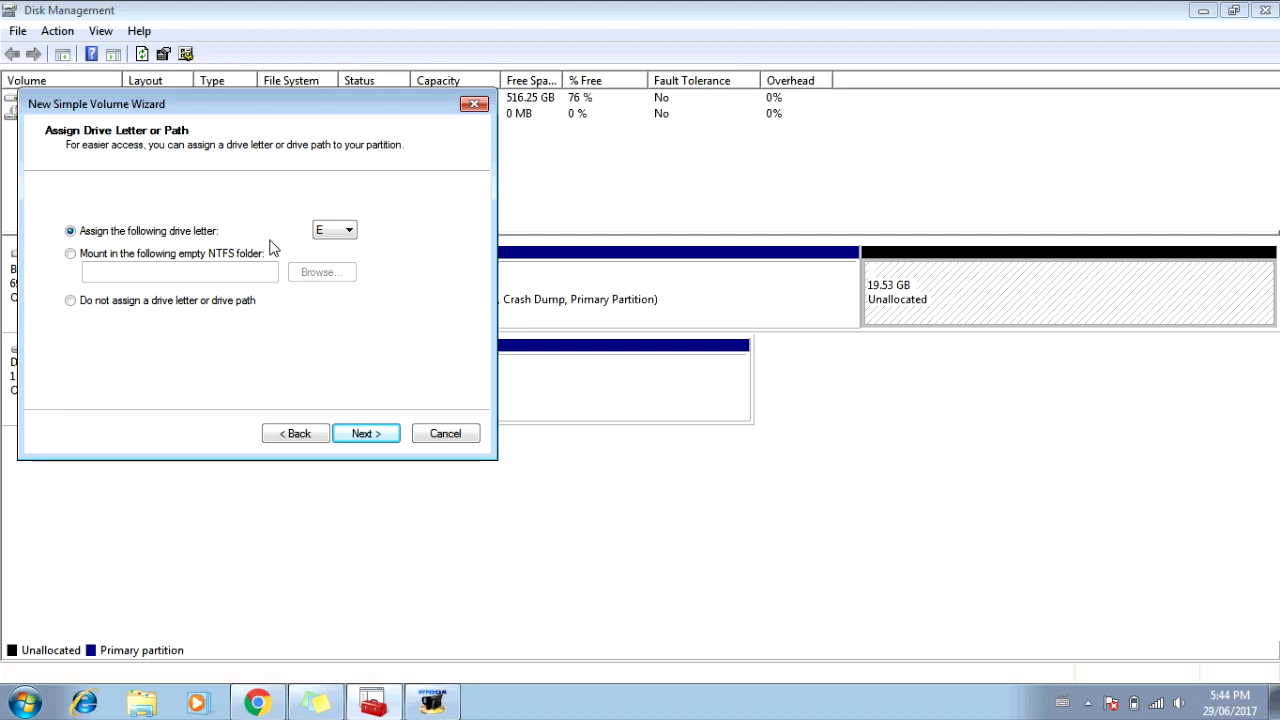 Disk Management
File Action View Help
Volume Layout Type File System Status Capacity Free Spa... % Free Fault Tolerance Overhead
516.25 GB 76 % No 0%
0 MB 0 % No 0%
New Simple Volume Wizard
Assign Drive Letter or Path
For easier access, you can assign a drive letter or drive path to your partition.
Assign the following drive letter: E
Mount in the following empty NTFS folder:
Browse...
Do not assign a drive letter or drive path
< Back Next > Cancel
, Crash Dump, Primary Partition)
19.53 GB
Unallocated
Unallocated Primary partition
HYPERCAM
5:44 PM
29/06/2017